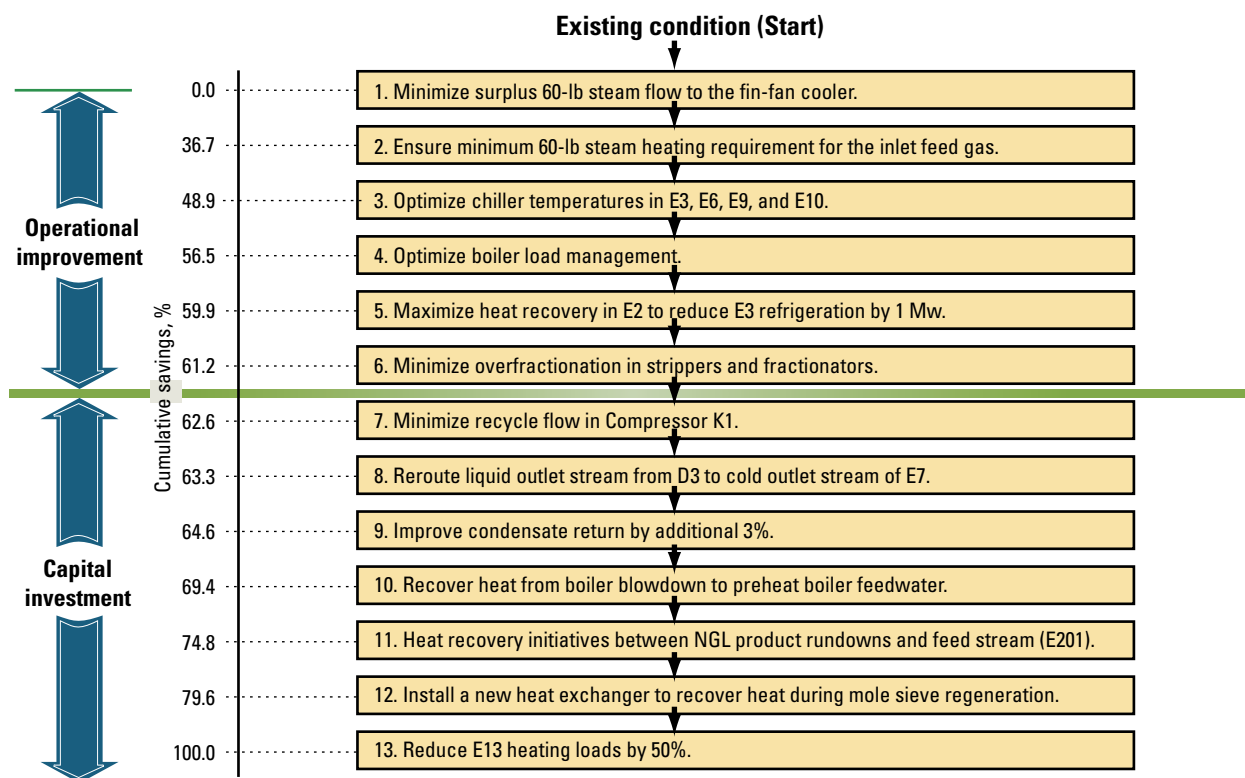 Existing condition (Start)
0.0
1. Minimize surplus 60-lb steam flow to the fin-fan cooler.
36.7
2. Ensure minimum 60-lb steam heating requirement for the inlet feed gas.
48.9
3. Optimize chiller temperatures in E3, E6, E9, and E10.
Operational
improvement
56.5
4. Optimize boiler load management.
59.9
5. Maximize heat recovery in E2 to reduce E3 refrigeration by 1 Mw.
61.2
6. Minimize overfractionation in strippers and fractionators.
Cumulative savings, %
62.6
7. Minimize recycle flow in Compressor K1.
63.3
8. Reroute liquid outlet stream from D3 to cold outlet stream of E7.
64.6
9. Improve condensate return by additional 3%.
Capital
investment
69.4
10. Recover heat from boiler blowdown to preheat boiler feedwater.
74.8
11. Heat recovery initiatives between NGL product rundowns and feed stream (E201).
79.6
12. Install a new heat exchanger to recover heat during mole sieve regeneration.
100.0
13. Reduce E13 heating loads by 50%.